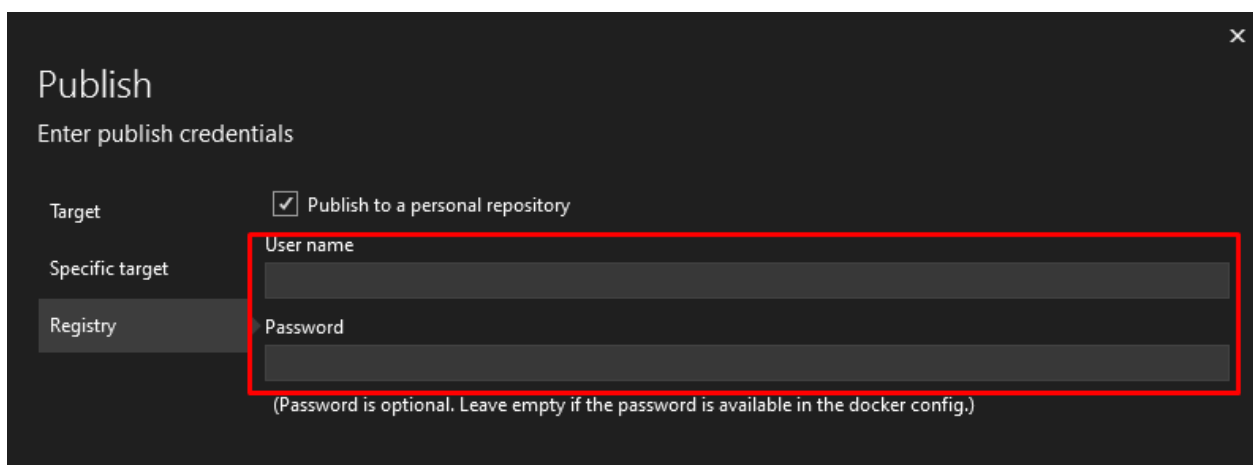 Publish
Enter publish credentials
Target
Publish to a personal repository
User name
Specific target
Registry
Password
(Password is optional. Leave empty if the password is available in the docker config.)